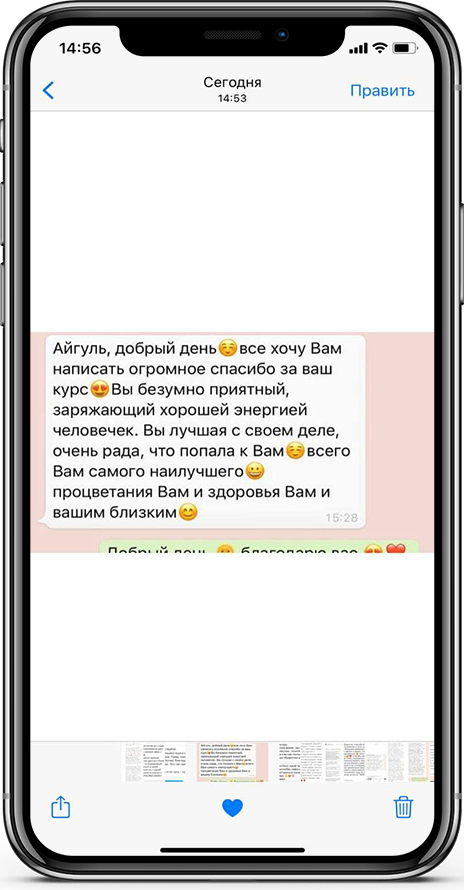 14:56
Сегодня
14:53
Править
Айгуль, добрый день☺️все хочу Вам
написать огромное спасибо за ваш
курс😍Вы безумно приятный,
заряжающий хорошей энергией
человечек. Вы лучшая с своем деле,
очень рада, что попала к Вам☺️всего
Вам самого наилучшего😀
процветания Вам и здоровья Вам и
вашим близким😊
15:28
Добрый день 😊 благодарю вас 😍❤️